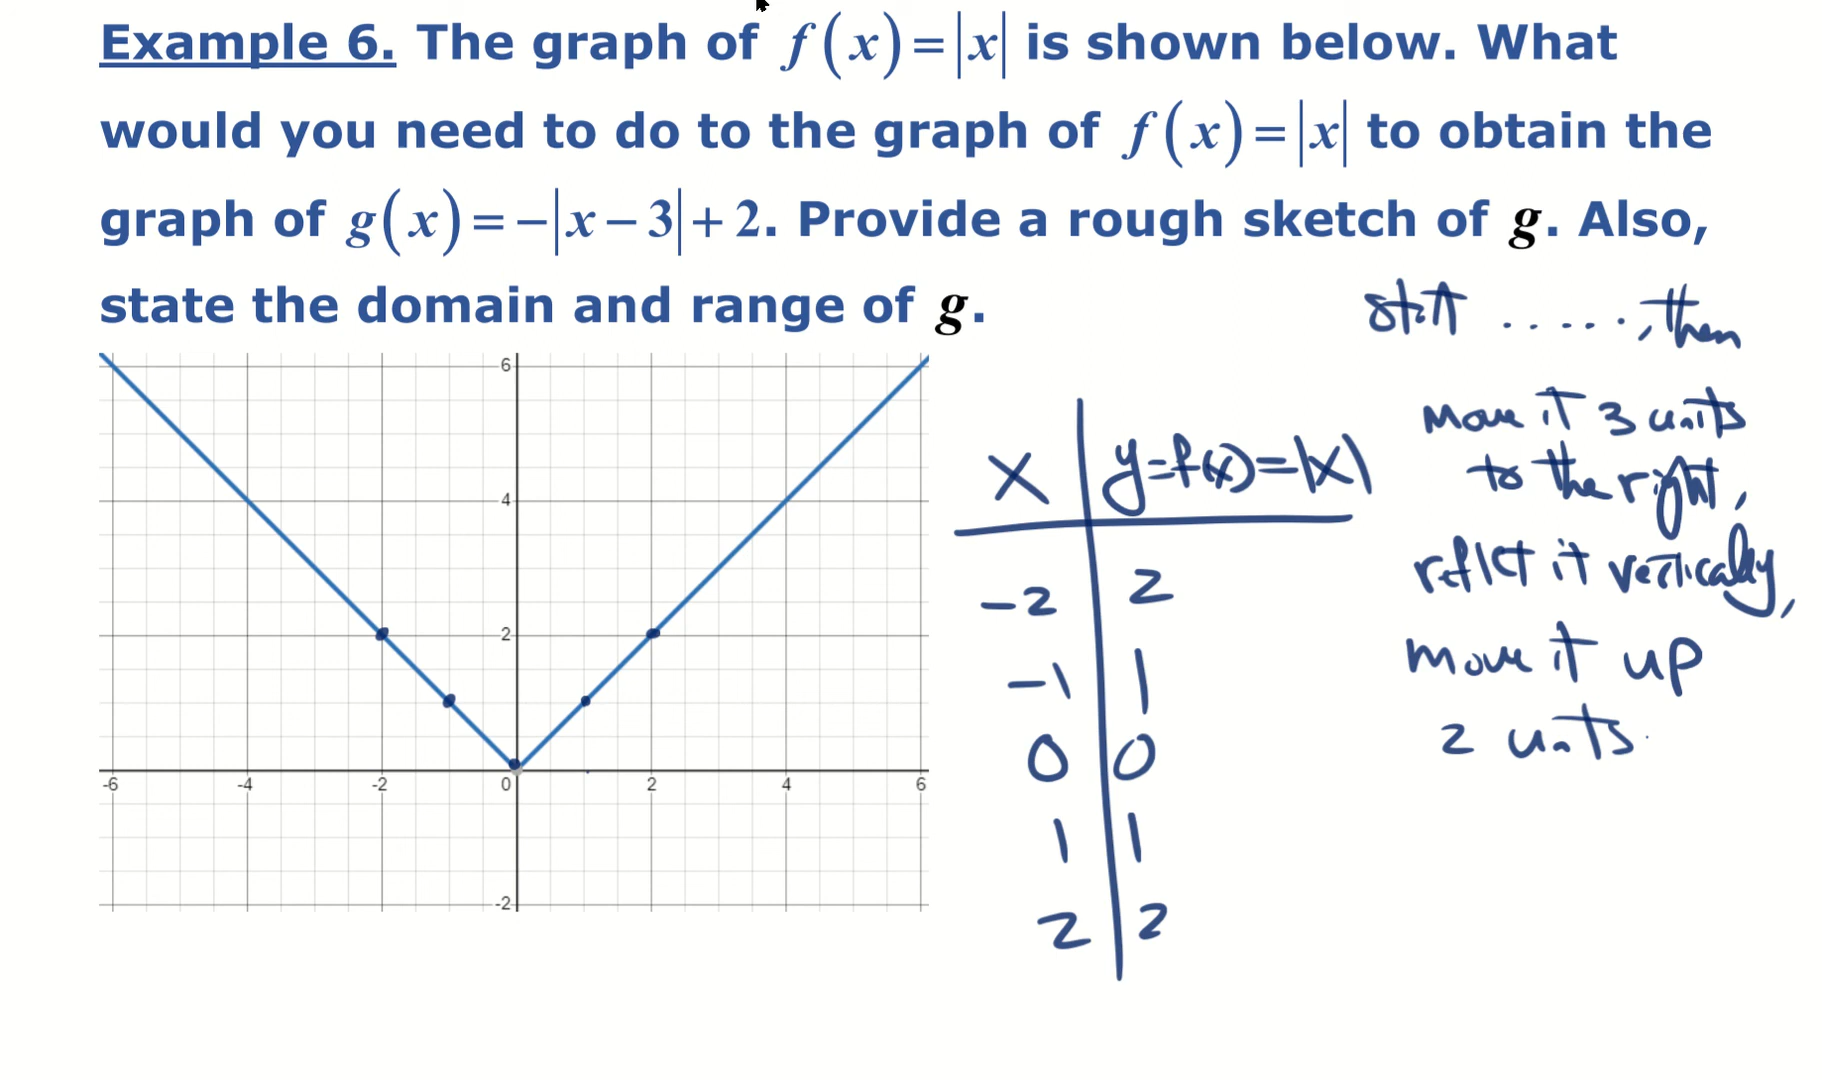 Example 6. The graph of f(x)=|x| is shown below. What
would you need to do to the graph of f(x)=|x| to obtain the
graph of g(x)=−|x−3|+2. Provide a rough sketch of g. Also,
state the domain and range of g.
......, then
move it 3 units
to the right,
reflect it vertically,
move it up
2 units.
x y=f(x)=|x|
-2 2
-1 1
0 0
1 1
2 2
6
4
2
-6 -4 -2 0 2 4 6
-2